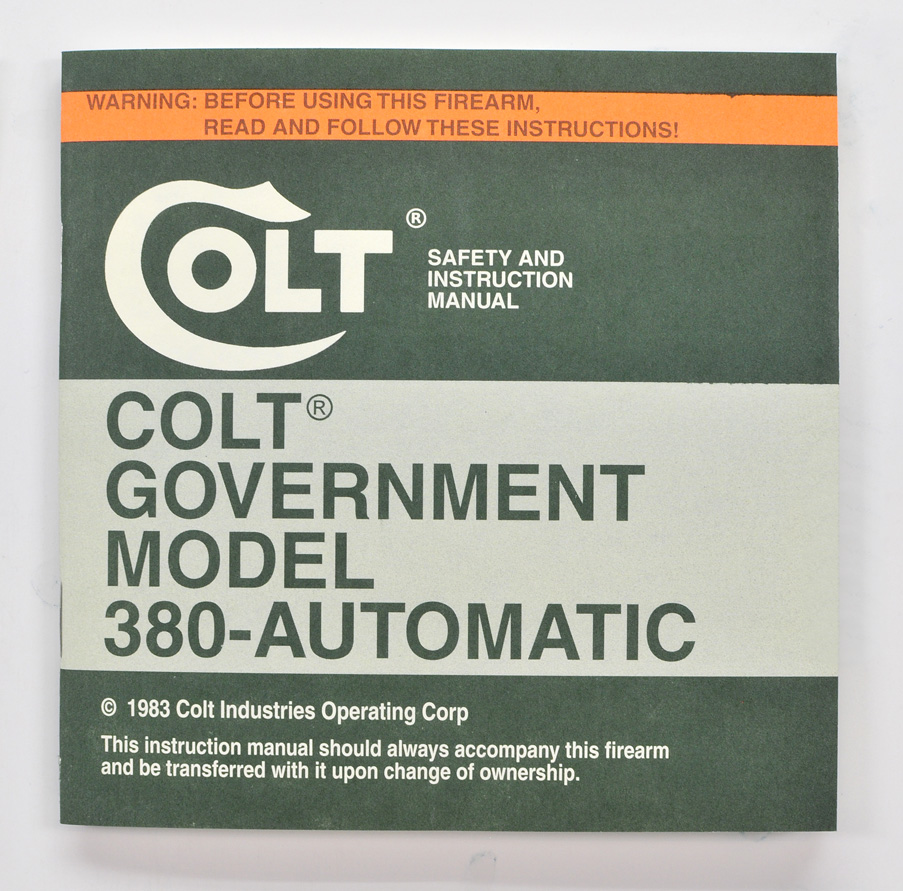 WARNING: BEFORE USING THIS FIREARM,
READ AND FOLLOW THESE INSTRUCTIONS!
COLT®
SAFETY AND
INSTRUCTION
MANUAL
COLT®
GOVERNMENT
MODEL
380-AUTOMATIC
© 1983 Colt Industries Operating Corp
This instruction manual should always accompany this firearm
and be transferred with it upon change of ownership.